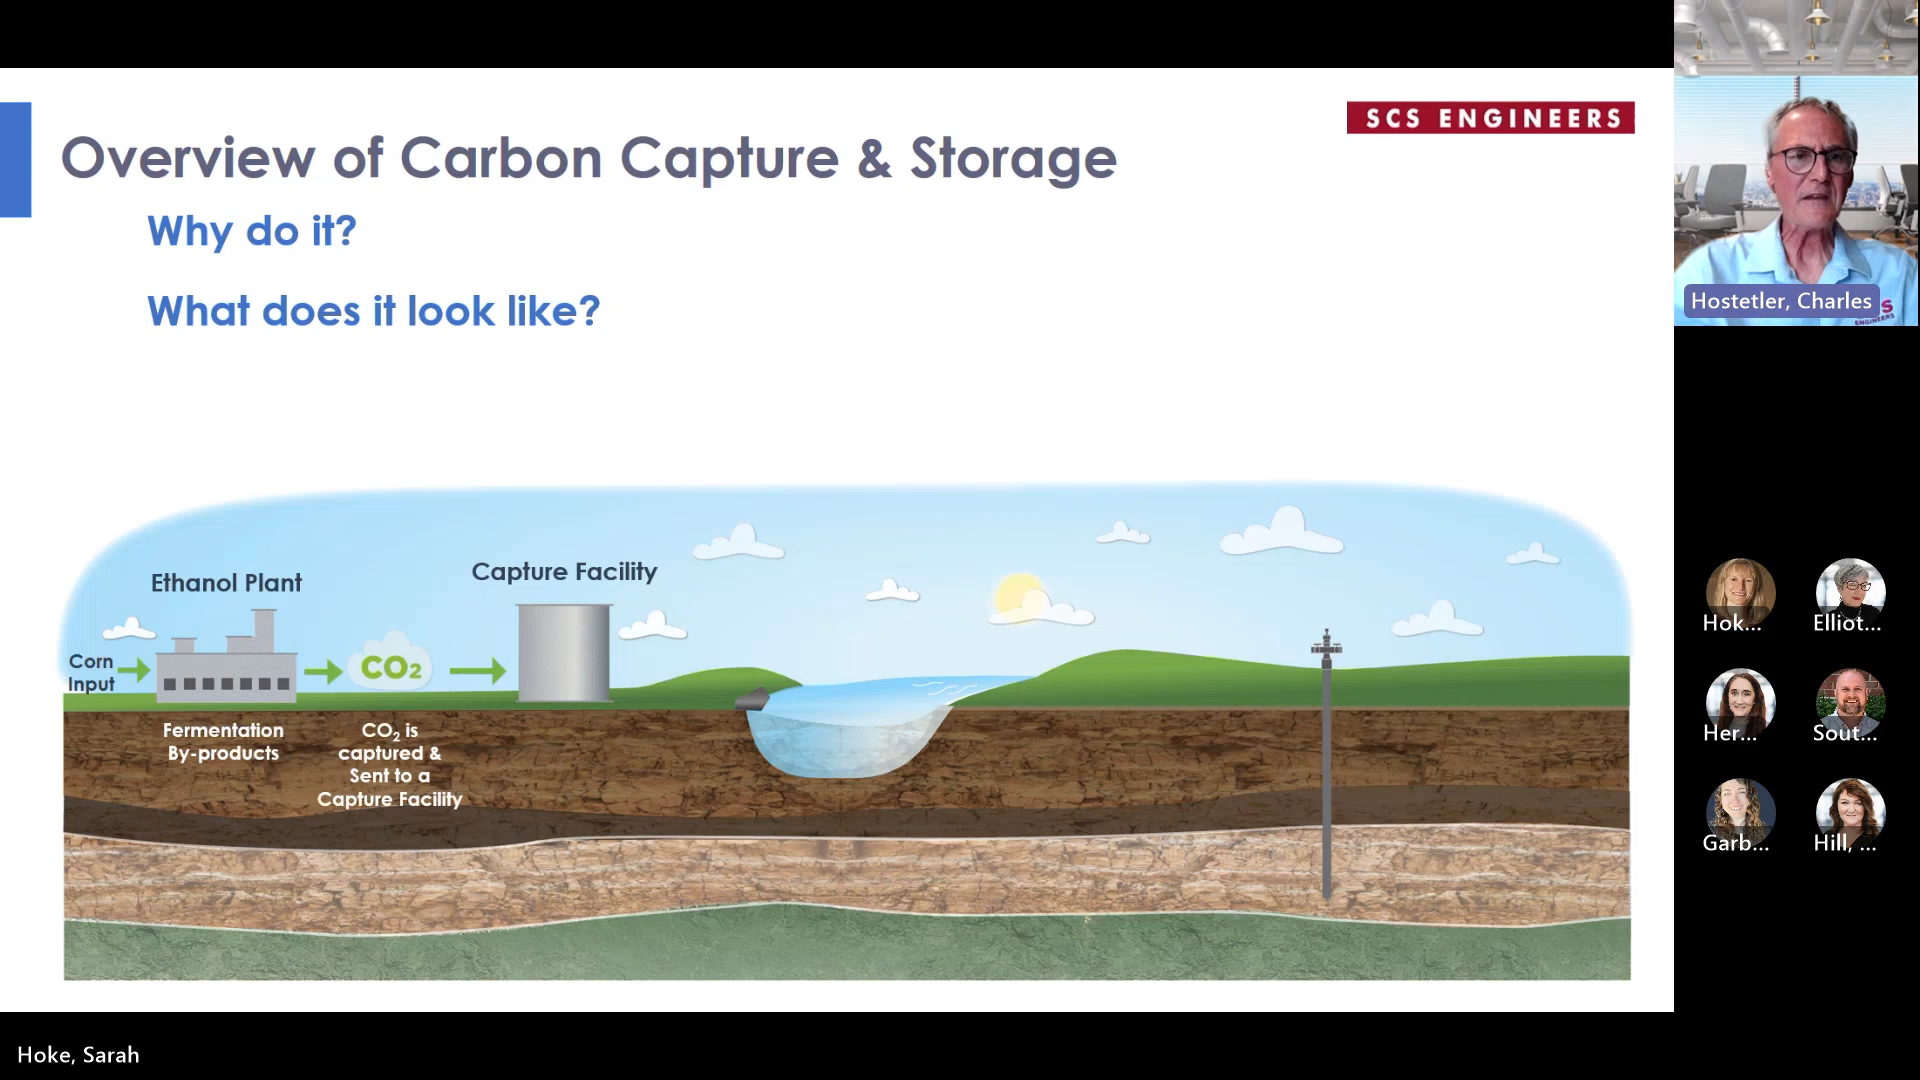 SCS ENGINEERS
Overview of Carbon Capture & Storage
Why do it?
What does it look like?
Ethanol Plant
Capture Facility
Corn
Input
CO2
Fermentation
By-products
CO₂ is
captured &
Sent to a
Capture Facility
Hostetler, Charles
S
ENGINEERS
Hok...
Elliot...
Her...
Sout...
Garb...
Hill, ...
Hoke, Sarah